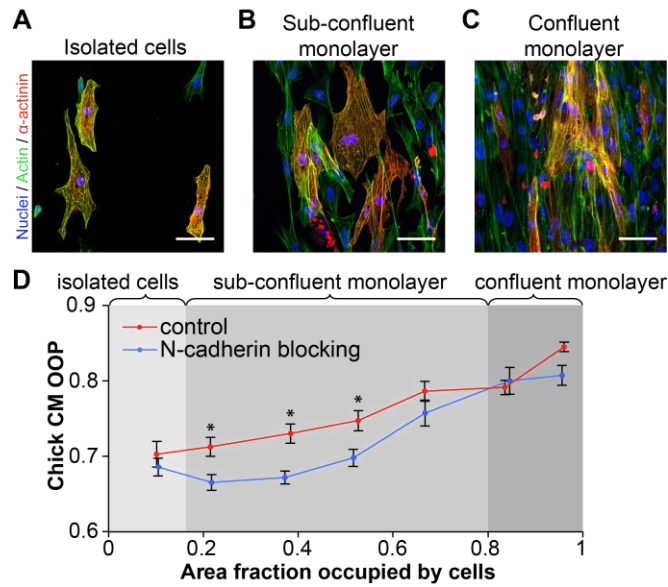 A
Isolated cells
B
Sub-confluent
monolayer
C
Confluent
monolayer
Nuclei / Actin / α-actinin
D
isolated cells
sub-confluent monolayer
confluent monolayer
0.9
0.8
0.7
0.6
Chick CM OOP
control
N-cadherin blocking
*
*
*
0
0.2
0.4
0.6
0.8
1
Area fraction occupied by cells